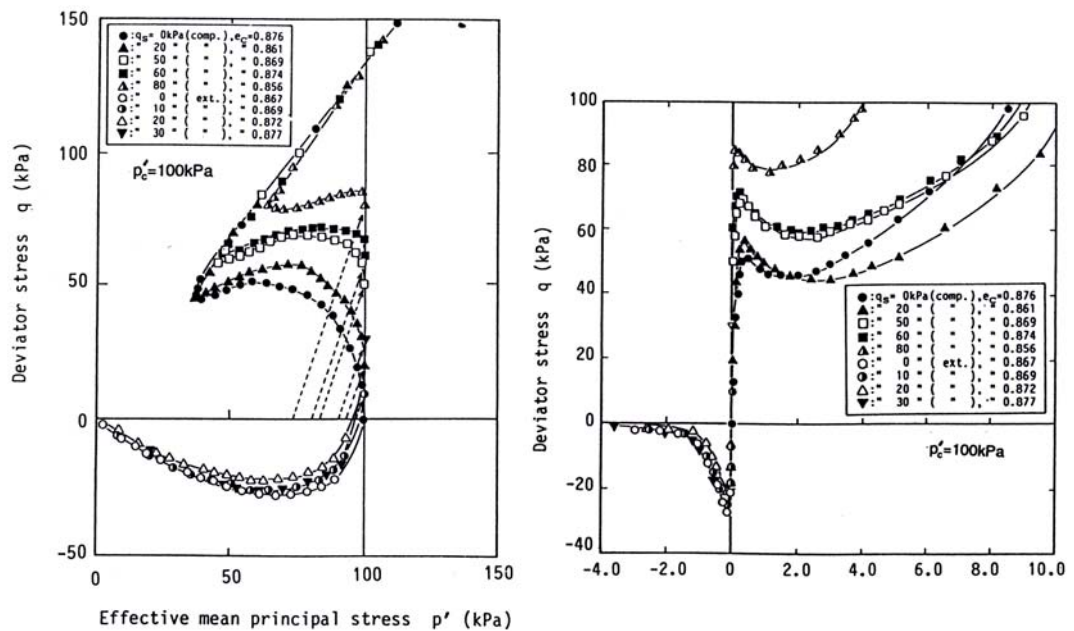 150
100
50
0
-50
0
50
100
150
Deviator stress q (kPa)
Effective mean principal stress p' (kPa)
●:qs= 0kPa(comp.),ec=0.876
▲:" 20 " ( " ), " 0.861
□:" 50 " ( " ), " 0.869
■:" 60 " ( " ), " 0.874
:" 80 " ( " ), " 0.856
○:" 0 ( ext.), " 0.867
◐:" 10 " ( " ), " 0.869
△:" 20 " ( " ), " 0.872
▼:" 30 " ( " ), " 0.877
p'c=100kPa
100
80
60
40
20
0
-20
-40
-4.0
-2.0
0
2.0
4.0
6.0
8.0
10.0
Deviator stress q (kPa)
●:qs= 0kPa(comp.),ec=0.876
▲:" 20 " ( " ), " 0.861
□:" 50 " ( " ), " 0.869
■:" 60 " ( " ), " 0.874
:" 80 " ( " ), " 0.856
○:" 0 " ( ext.), " 0.867
◐:" 10 " ( " ), " 0.869
△:" 20 " ( " ), " 0.872
▼:" 30 " ( " ), " 0.877
p'c=100kPa